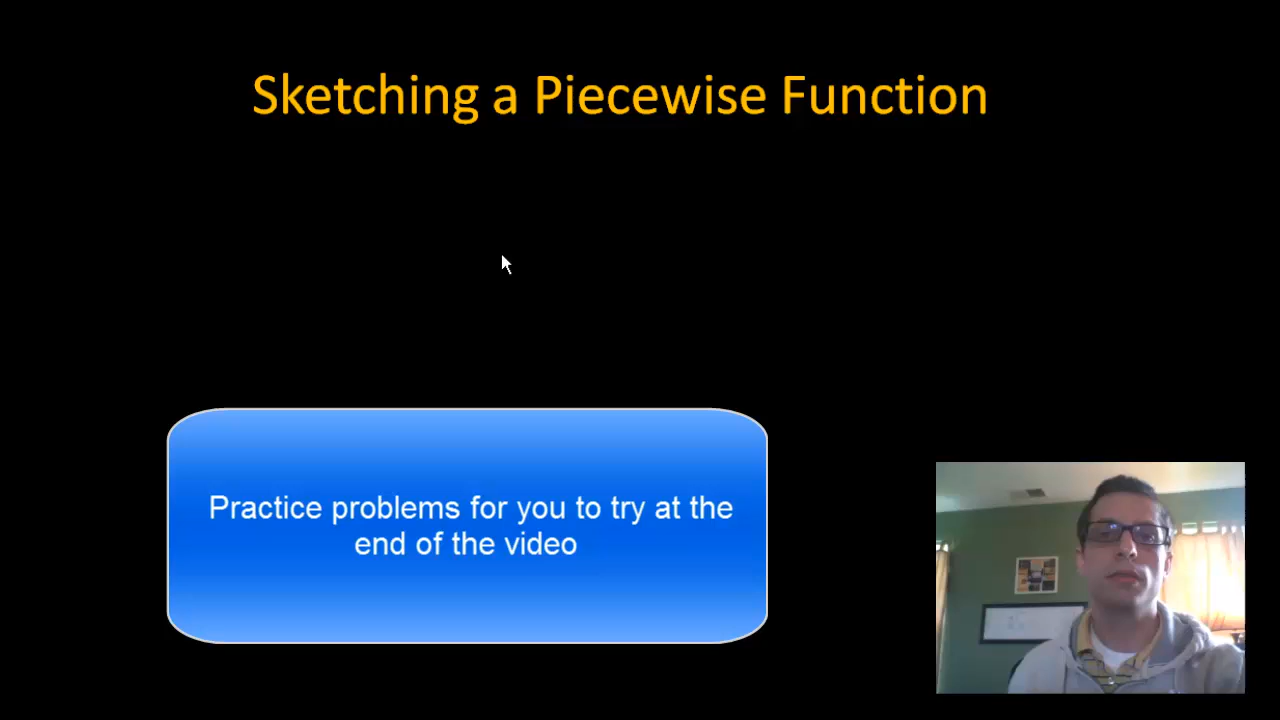 Sketching a Piecewise Function
Practice problems for you to try at the
end of the video